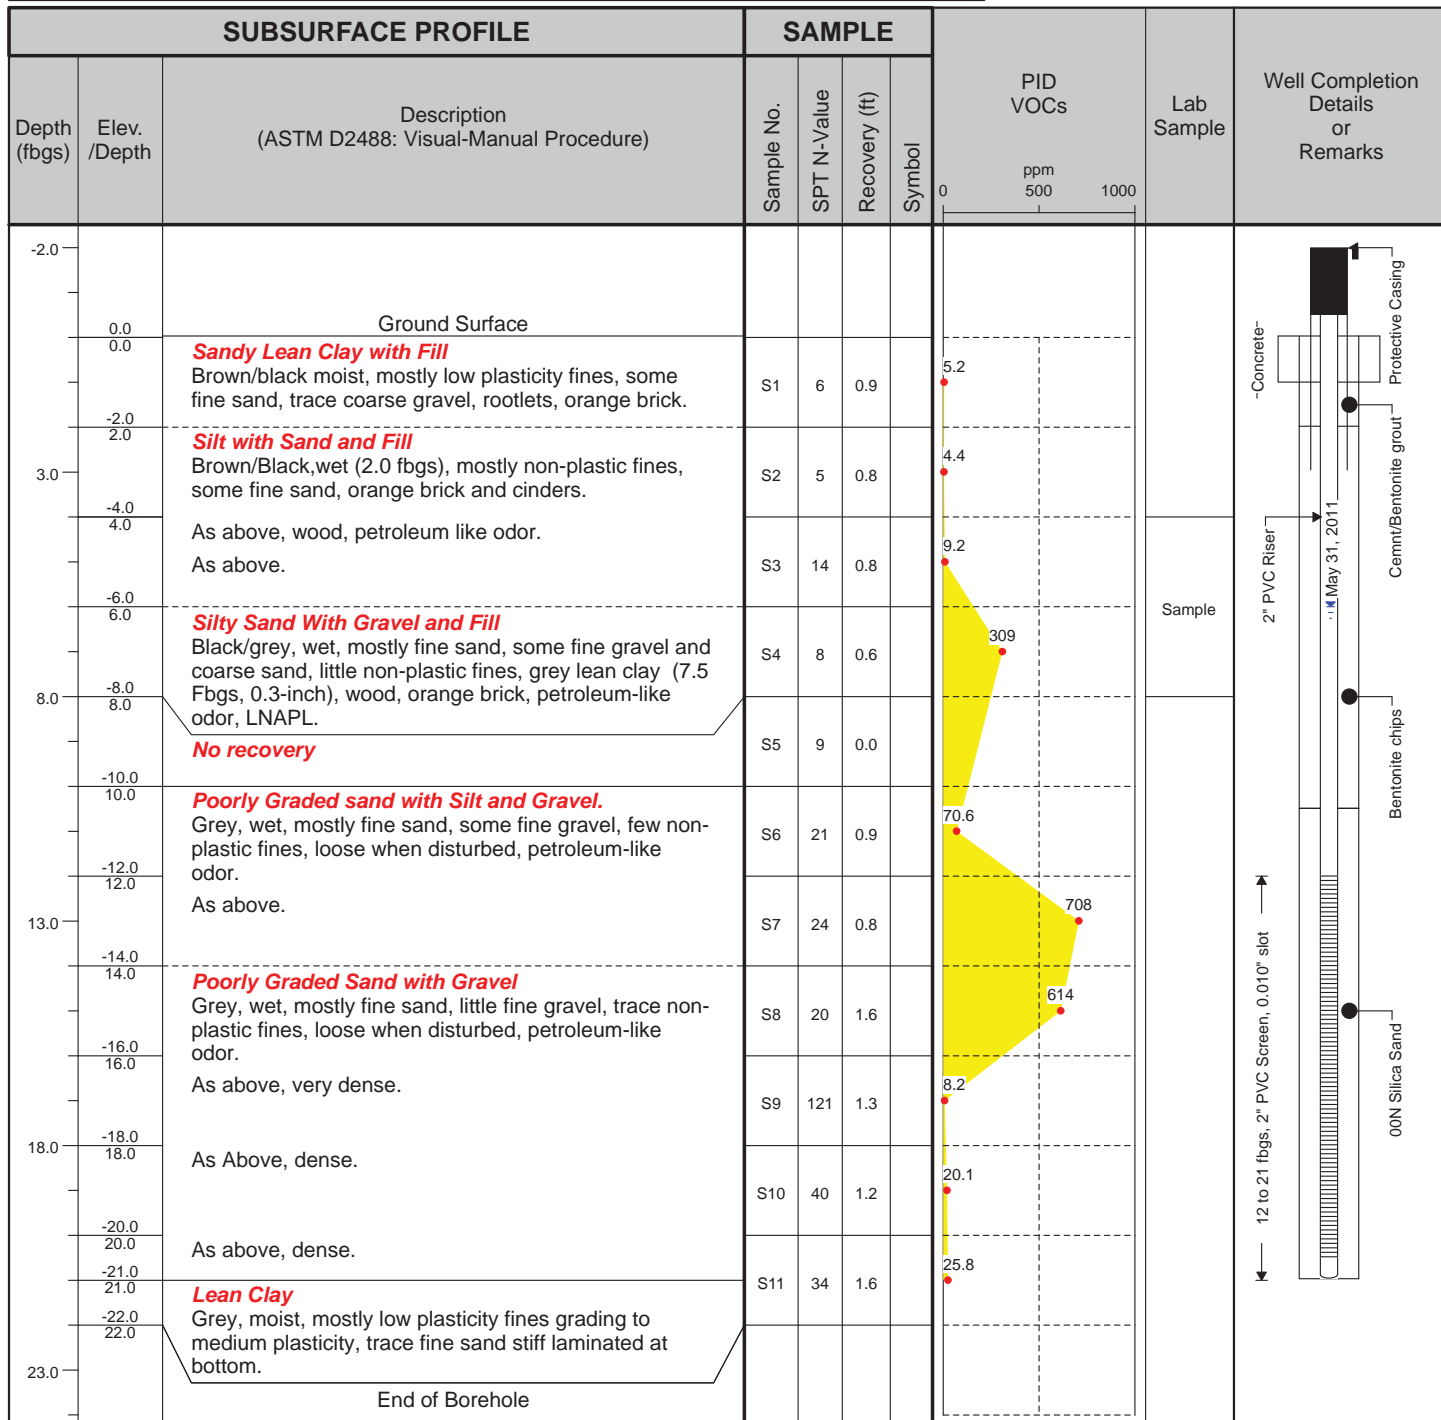 SUBSURFACE PROFILE
SAMPLE
Depth
(fbgs)
Elev.
/Depth
Description
(ASTM D2488: Visual-Manual Procedure)
Sample No.
SPT N-Value
Recovery (ft)
Symbol
PID
VOCs
ppm
0 500 1000
Lab
Sample
Well Completion
Details
or
Remarks
-2.0
Ground Surface
0.0
0.0
Sandy Lean Clay with Fill
Brown/black moist, mostly low plasticity fines, some
fine sand, trace coarse gravel, rootlets, orange brick.
S1 6 0.9
5.2
-2.0
2.0
Silt with Sand and Fill
Brown/Black,wet (2.0 fbgs), mostly non-plastic fines,
some fine sand, orange brick and cinders.
3.0
S2 5 0.8
4.4
-4.0
4.0
As above, wood, petroleum like odor.
As above.
S3 14 0.8
9.2
-6.0
6.0
Silty Sand With Gravel and Fill
Black/grey, wet, mostly fine sand, some fine gravel and
coarse sand, little non-plastic fines, grey lean clay (7.5
Fbgs, 0.3-inch), wood, orange brick, petroleum-like
odor, LNAPL.
S4 8 0.6
309
Sample
8.0
-8.0
8.0
No recovery
S5 9 0.0
-10.0
10.0
Poorly Graded sand with Silt and Gravel.
Grey, wet, mostly fine sand, some fine gravel, few non-
plastic fines, loose when disturbed, petroleum-like
odor.
S6 21 0.9
70.6
-12.0
12.0
As above.
13.0
S7 24 0.8
708
-14.0
14.0
Poorly Graded Sand with Gravel
Grey, wet, mostly fine sand, little fine gravel, trace non-
plastic fines, loose when disturbed, petroleum-like
odor.
S8 20 1.6
614
-16.0
16.0
As above, very dense.
S9 121 1.3
8.2
18.0
-18.0
18.0
As Above, dense.
S10 40 1.2
20.1
-20.0
20.0
As above, dense.
S11 34 1.6
25.8
-21.0
21.0
Lean Clay
Grey, moist, mostly low plasticity fines grading to
medium plasticity, trace fine sand stiff laminated at
bottom.
-22.0
22.0
23.0
End of Borehole
Concrete
Protective Casing
Cemnt/Bentonite grout
2" PVC Riser
May 31, 2011
Bentonite chips
12 to 21 fbgs, 2" PVC Screen, 0.010" slot
00N Silica Sand